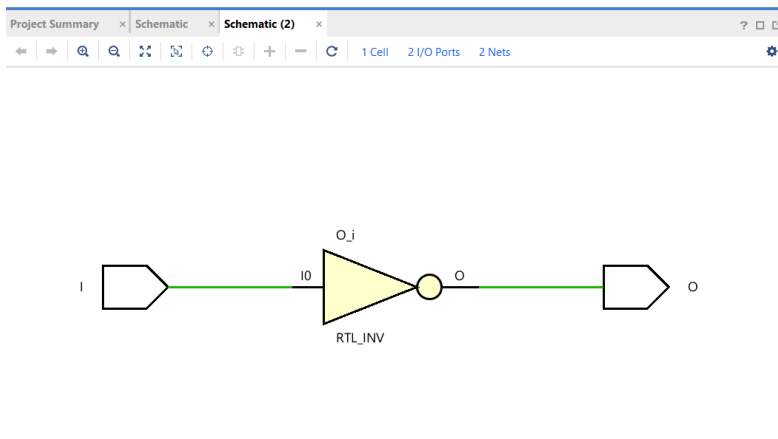 Project Summary × Schematic × Schematic (2) × ?
1 Cell 2 I/O Ports 2 Nets
O_i
I I0 O O
RTL_INV